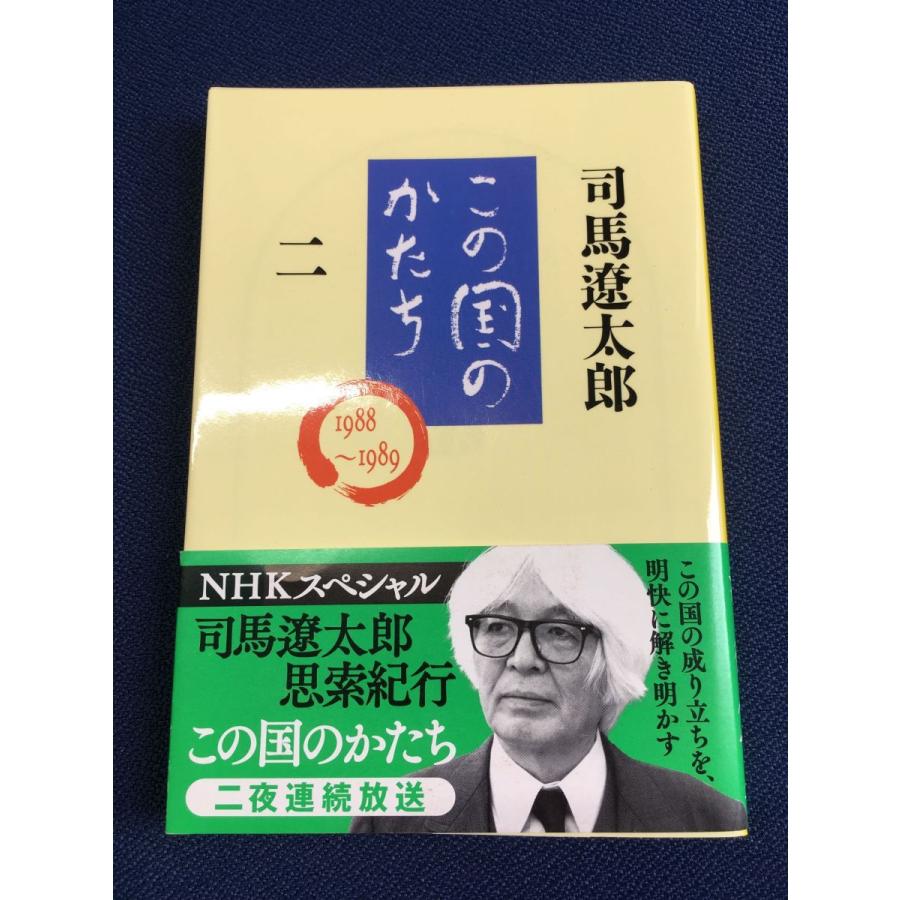 司馬遼太郎
この国の
かたち
二
1988
～1989
NHKスペシャル
司馬遼太郎
思索紀行
この国のかたち
二夜連続放送
この国の成り立ちを、
明快に解き明かす